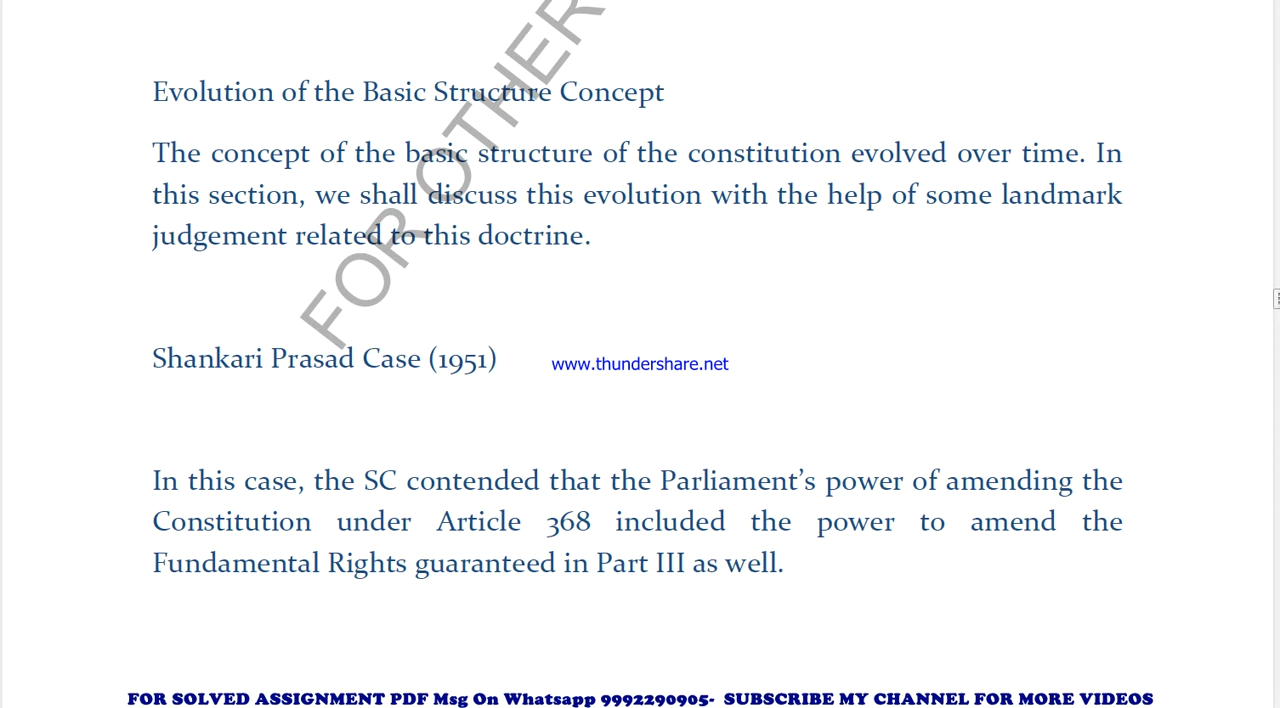 Evolution of the Basic Structure Concept
The concept of the basic structure of the constitution evolved over time. In
this section, we shall discuss this evolution with the help of some landmark
judgement related to this doctrine.
FOR OTHER
Shankari Prasad Case (1951)
www.thundershare.net
In this case, the SC contended that the Parliament’s power of amending the
Constitution under Article 368 included the power to amend the
Fundamental Rights guaranteed in Part III as well.
FOR SOLVED ASSIGNMENT PDF Msg On Whatsapp 9992290905- SUBSCRIBE MY CHANNEL FOR MORE VIDEOS